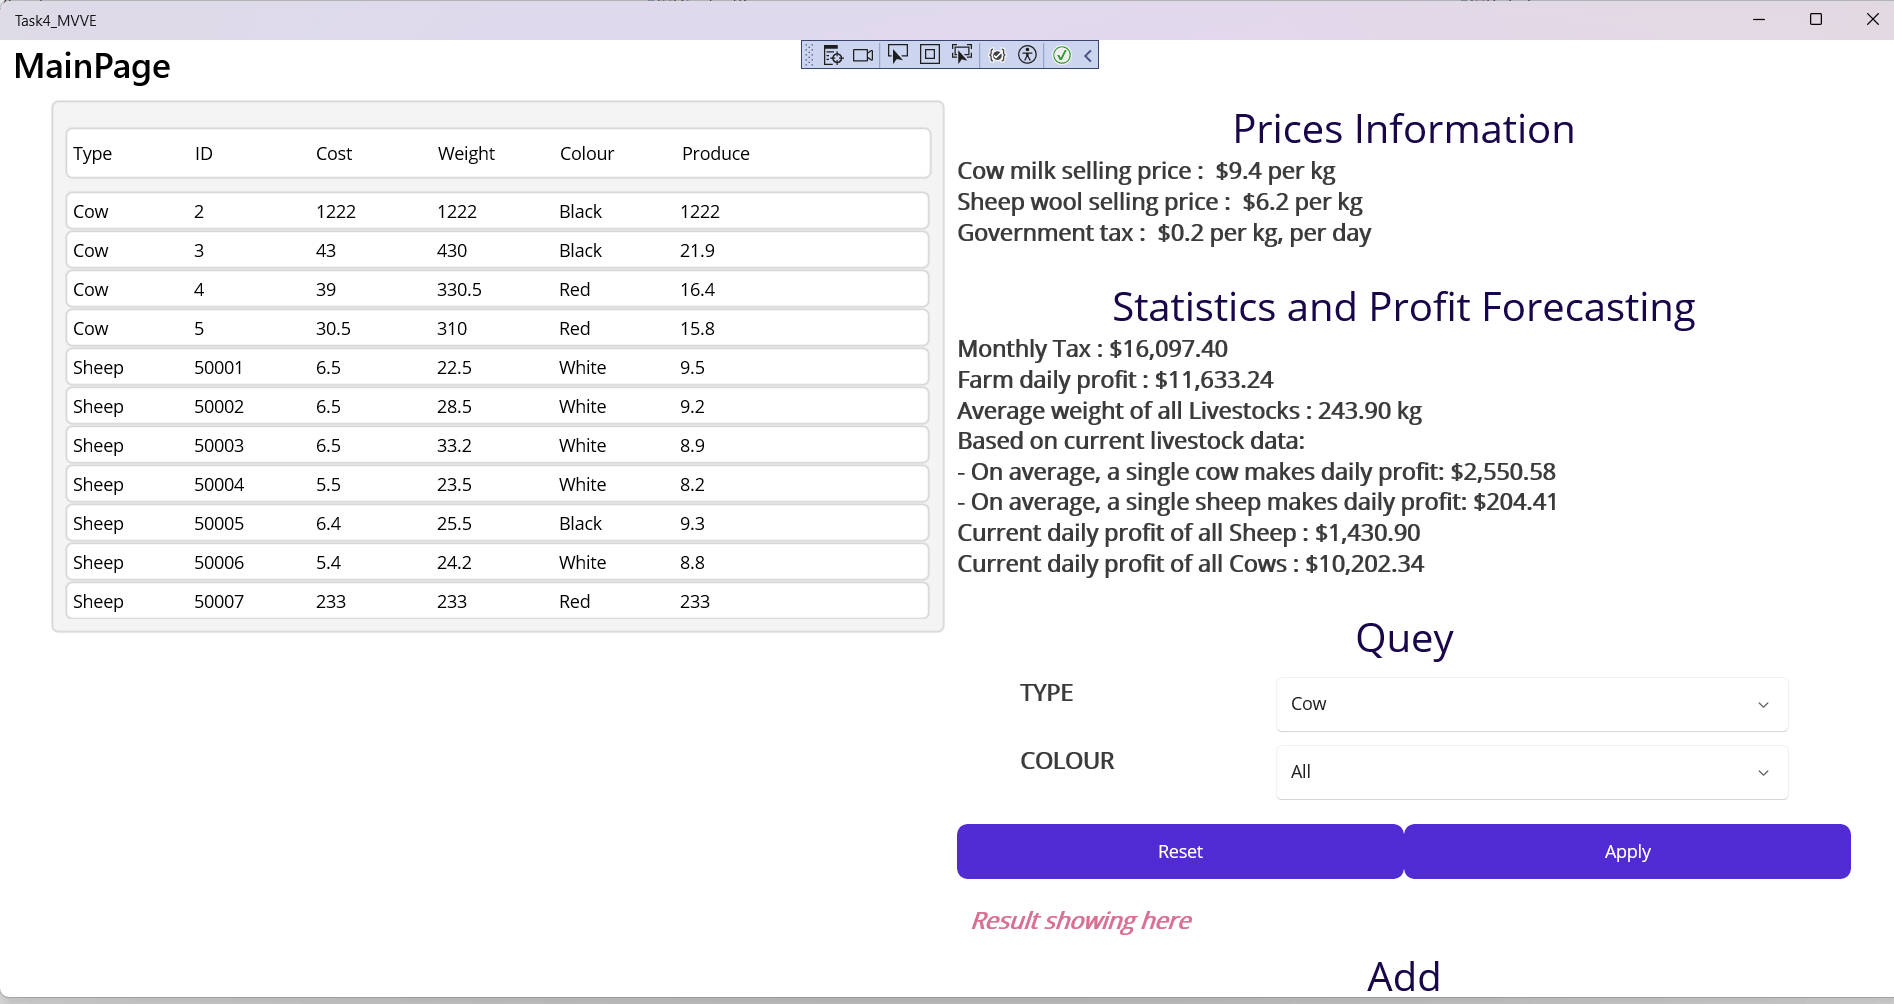 Task4_MVVE
MainPage
Type ID Cost Weight Colour Produce
Cow 2 1222 1222 Black 1222
Cow 3 43 430 Black 21.9
Cow 4 39 330.5 Red 16.4
Cow 5 30.5 310 Red 15.8
Sheep 50001 6.5 22.5 White 9.5
Sheep 50002 6.5 28.5 White 9.2
Sheep 50003 6.5 33.2 White 8.9
Sheep 50004 5.5 23.5 White 8.2
Sheep 50005 6.4 25.5 Black 9.3
Sheep 50006 5.4 24.2 White 8.8
Sheep 50007 233 233 Red 233
Prices Information
Cow milk selling price : $9.4 per kg
Sheep wool selling price : $6.2 per kg
Government tax : $0.2 per kg, per day
Statistics and Profit Forecasting
Monthly Tax : $16,097.40
Farm daily profit : $11,633.24
Average weight of all Livestocks : 243.90 kg
Based on current livestock data:
- On average, a single cow makes daily profit: $2,550.58
- On average, a single sheep makes daily profit: $204.41
Current daily profit of all Sheep : $1,430.90
Current daily profit of all Cows : $10,202.34
Quey
TYPE Cow
COLOUR All
Reset Apply
Result showing here
Add